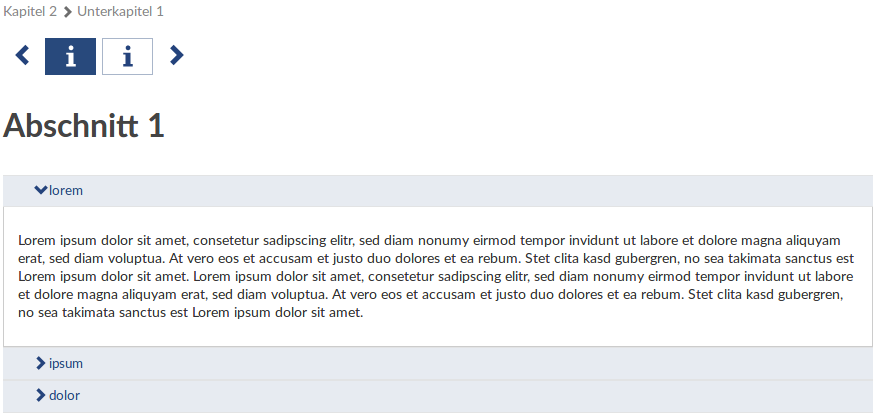 Kapitel 2 > Unterkapitel 1
i i
Abschnitt 1
lorem
Lorem ipsum dolor sit amet, consetetur sadipscing elitr, sed diam nonumy eirmod tempor invidunt ut labore et dolore magna aliquyam
erat, sed diam voluptua. At vero eos et accusam et justo duo dolores et ea rebum. Stet clita kasd gubergren, no sea takimata sanctus est
Lorem ipsum dolor sit amet. Lorem ipsum dolor sit amet, consetetur sadipscing elitr, sed diam nonumy eirmod tempor invidunt ut labore
et dolore magna aliquyam erat, sed diam voluptua. At vero eos et accusam et justo duo dolores et ea rebum. Stet clita kasd gubergren,
no sea takimata sanctus est Lorem ipsum dolor sit amet.
ipsum
dolor